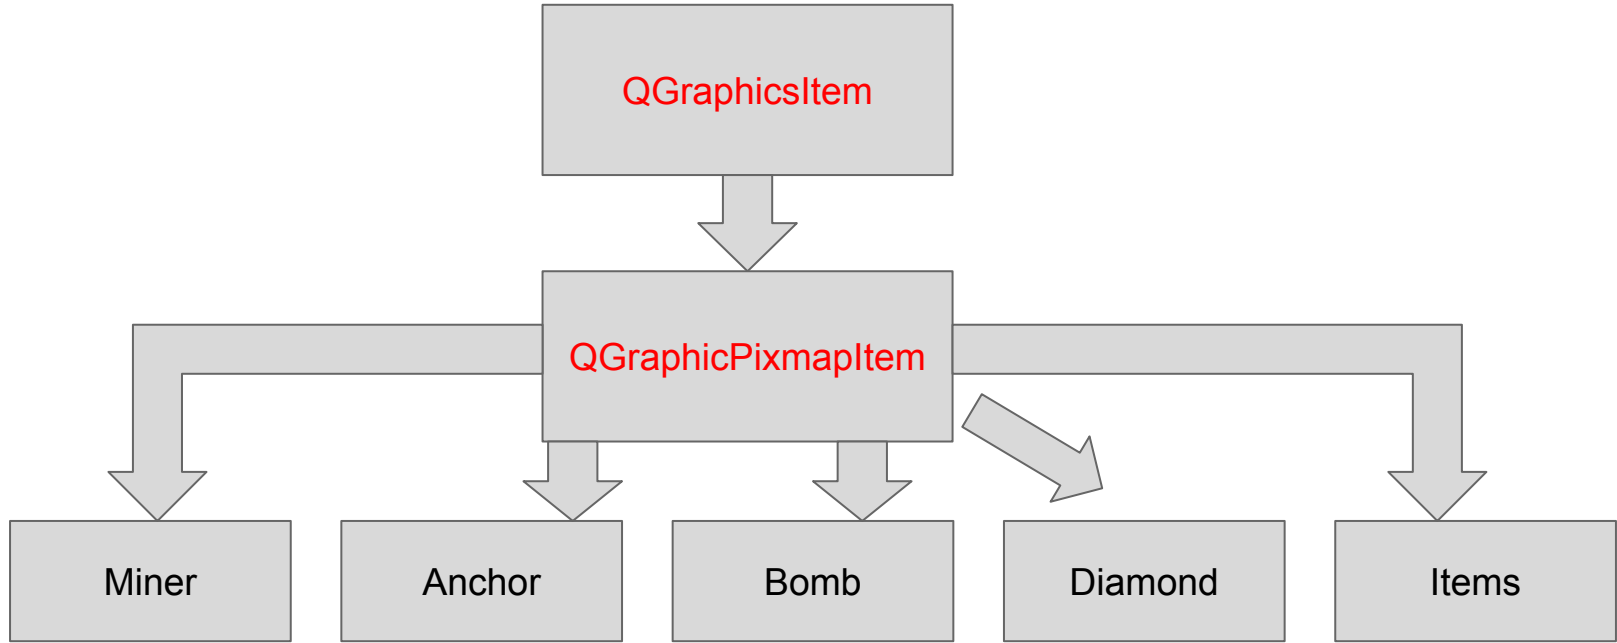 QGraphicsItem
QGraphicPixmapItem
Miner
Anchor
Bomb
Diamond
Items